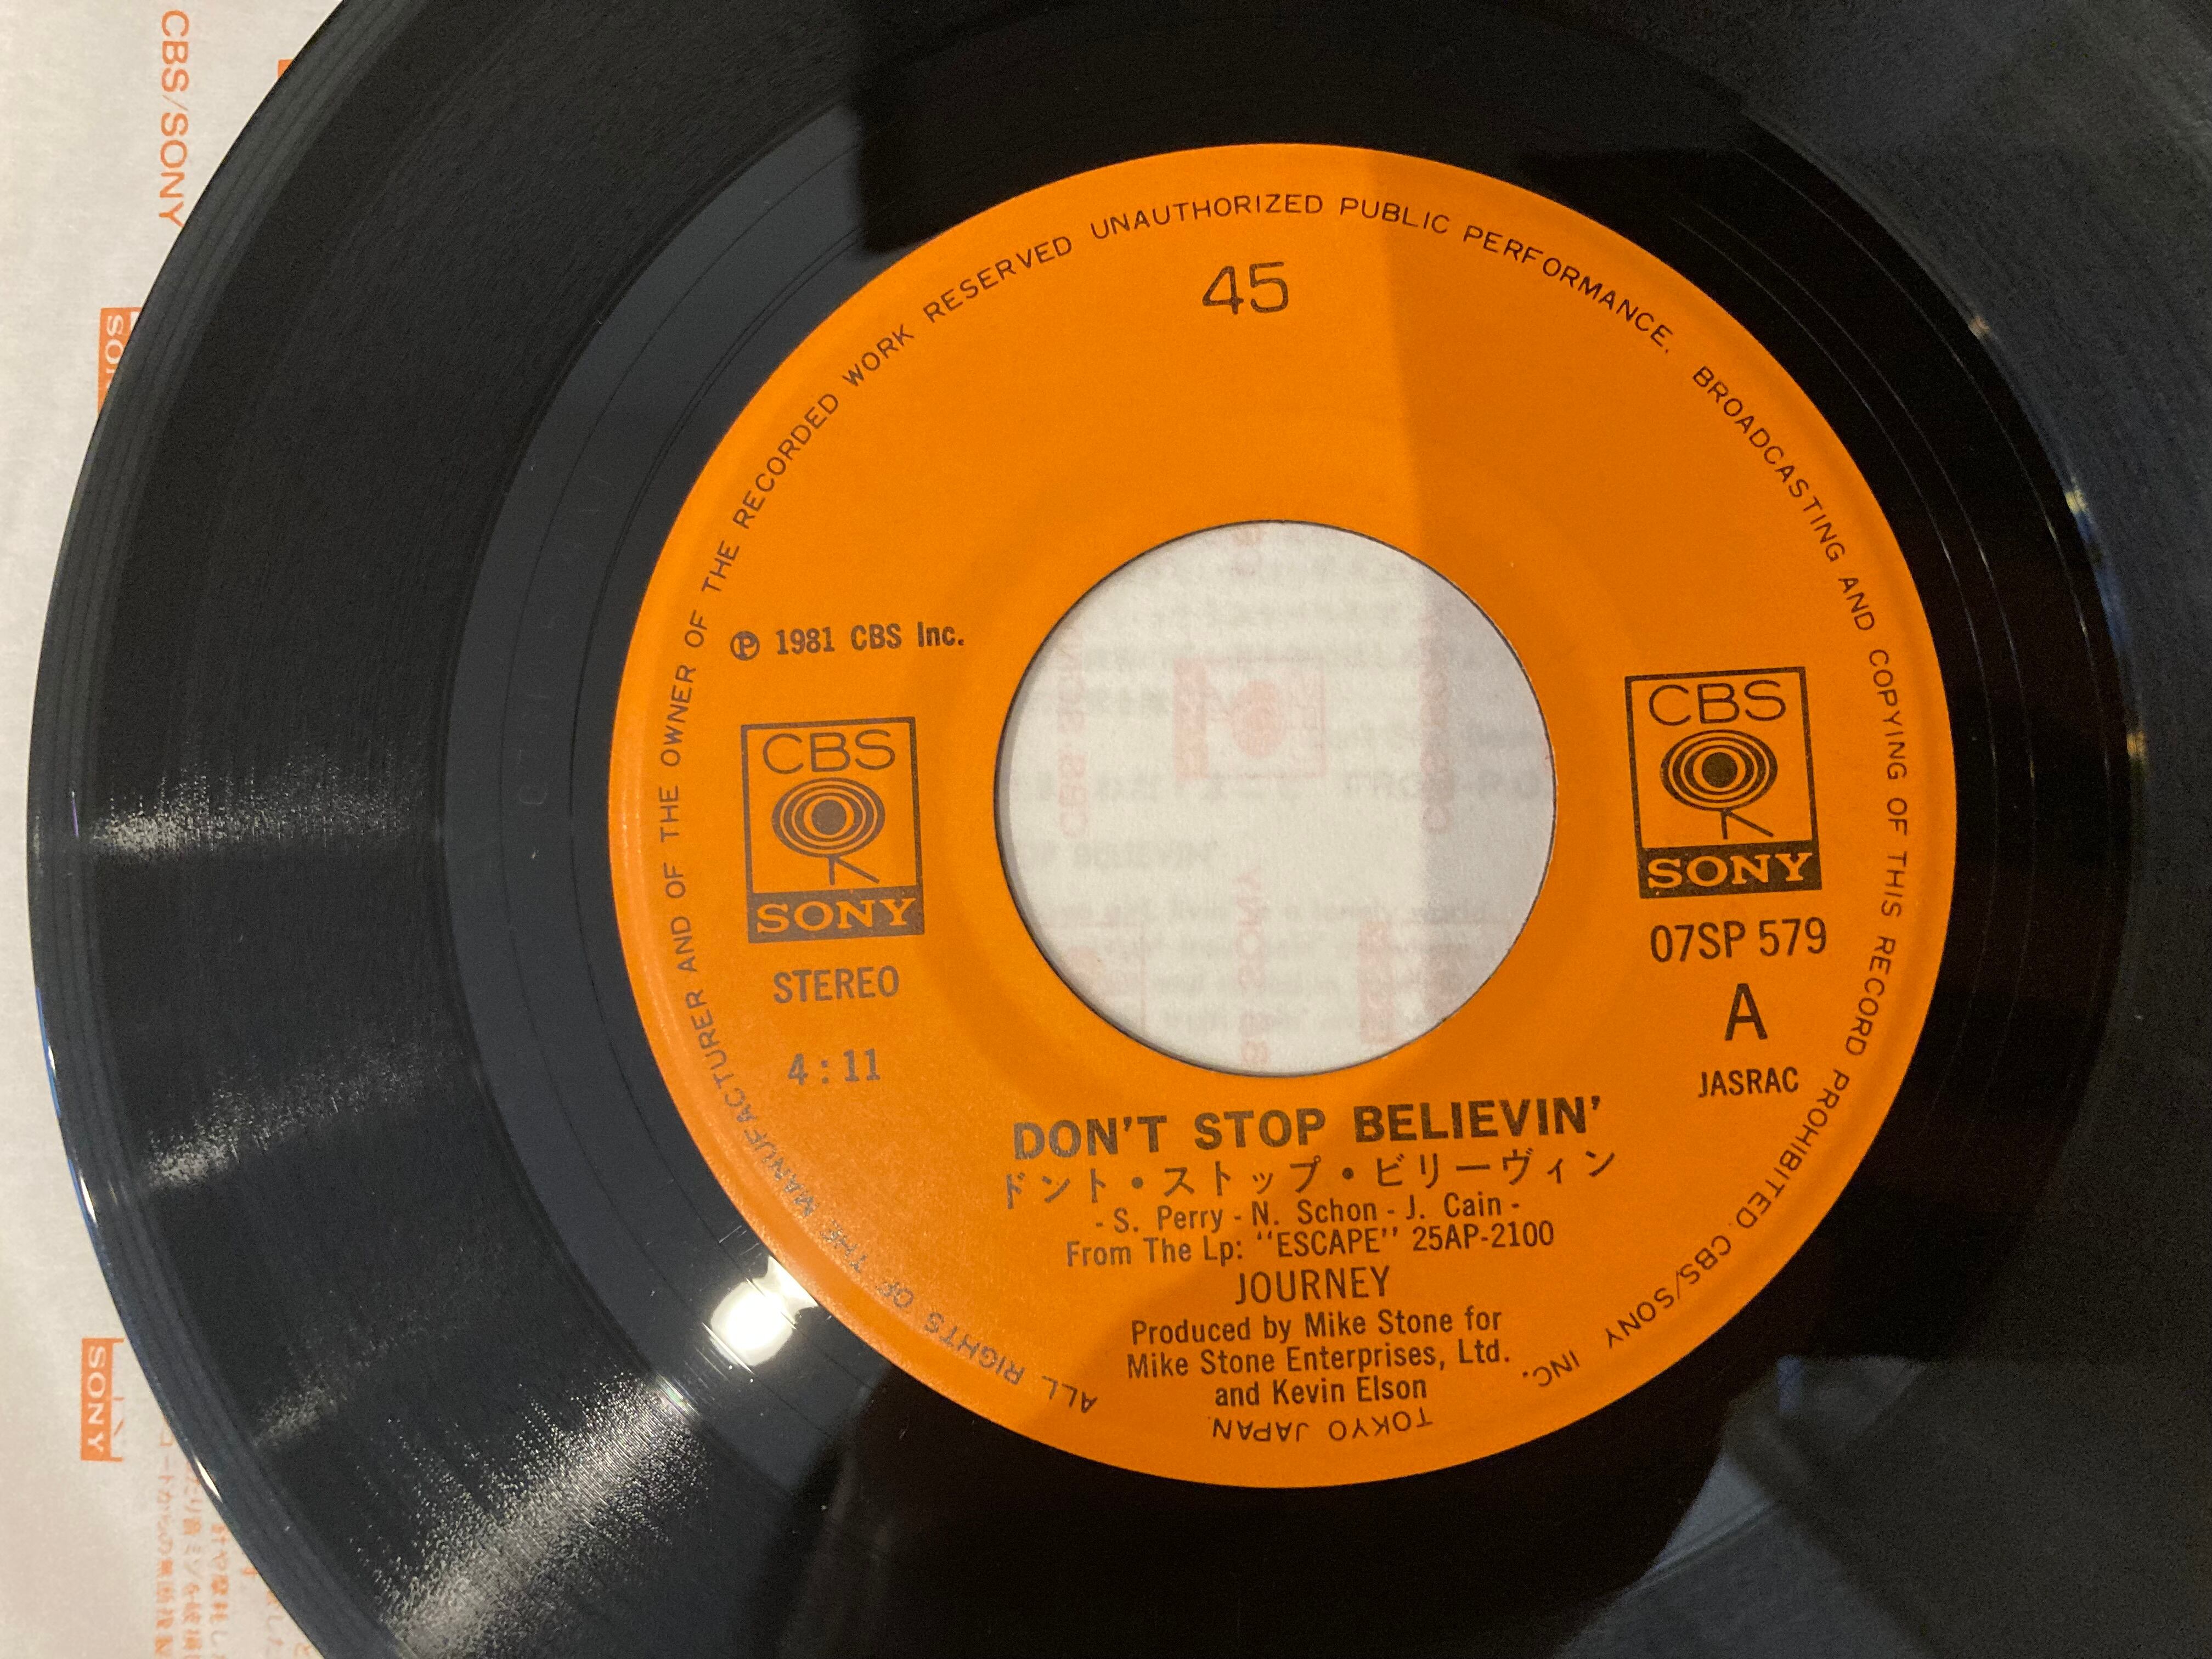 CBS/SONY
SONY
ALL RIGHTS OF THE MANUFACTURER AND OF THE OWNER OF THE RECORDED WORK RESERVED UNAUTHORIZED PUBLIC PERFORMANCE. BROADCASTING AND COPYING OF THIS RECORD PROHIBITED. CBS/SONY INC.
TOKYO JAPAN
45
℗ 1981 CBS Inc.
CBS
SONY
STEREO
4:11
CBS
SONY
07SP 579
A
JASRAC
DON'T STOP BELIEVIN'
ドント・ストップ・ビリーヴィン
- S. Perry - N. Schon - J. Cain -
From The Lp: "ESCAPE" 25AP-2100
JOURNEY
Produced by Mike Stone for
Mike Stone Enterprises, Ltd.
and Kevin Elson